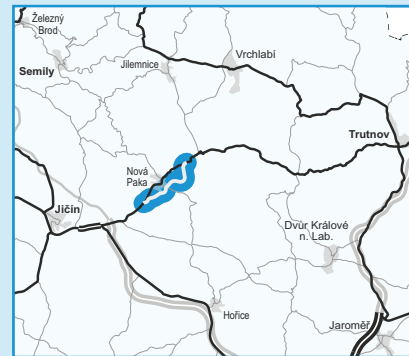 Železný
Brod
Vrchlabí
Semily
Jilemnice
Trutnov
Nová
Paka
Jičín
Dvůr Králové
n. Lab.
Hořice
Jaroměř